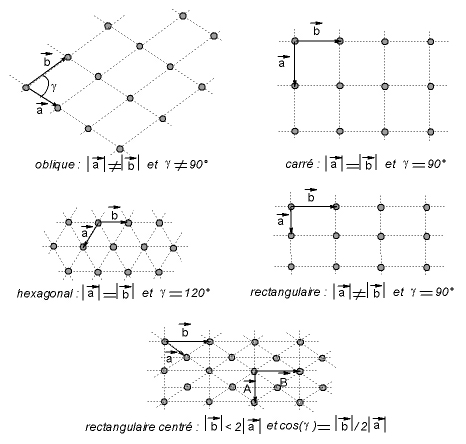 b
γ
a
oblique : |a|≠|b| et γ≠90°
b
a
carré : |a|=|b| et γ=90°
b
a
hexagonal : |a|=|b| et γ=120°
b
a
rectangulaire : |a|≠|b| et γ=90°
b
a
A B
rectangulaire centré : |b|<2|a| et cos(γ)=|b|/2|a|